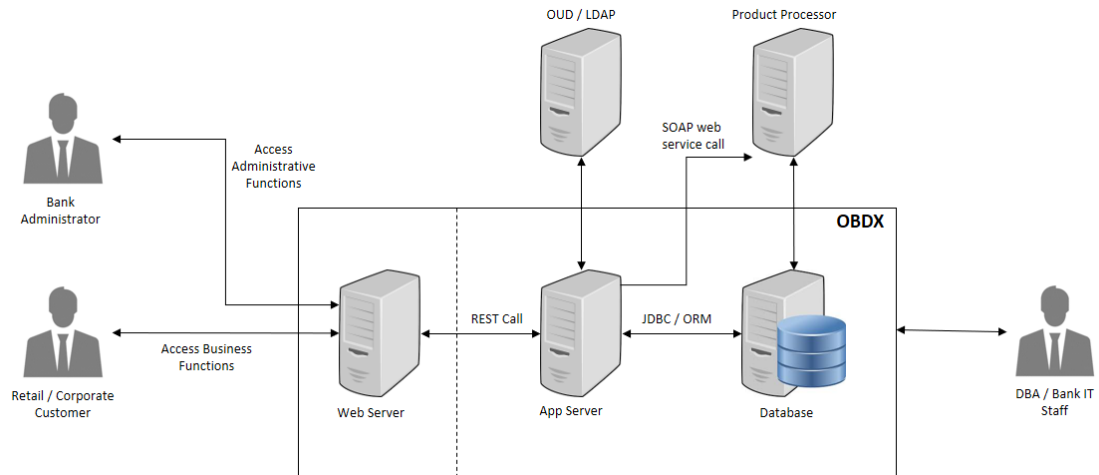 OUD / LDAP
Product Processor
SOAP web
service call
Access
Administrative
Functions
Bank
Administrator
OBDX
REST Call
JDBC / ORM
Access Business
Functions
Retail / Corporate
Customer
Web Server
App Server
Database
DBA / Bank IT
Staff